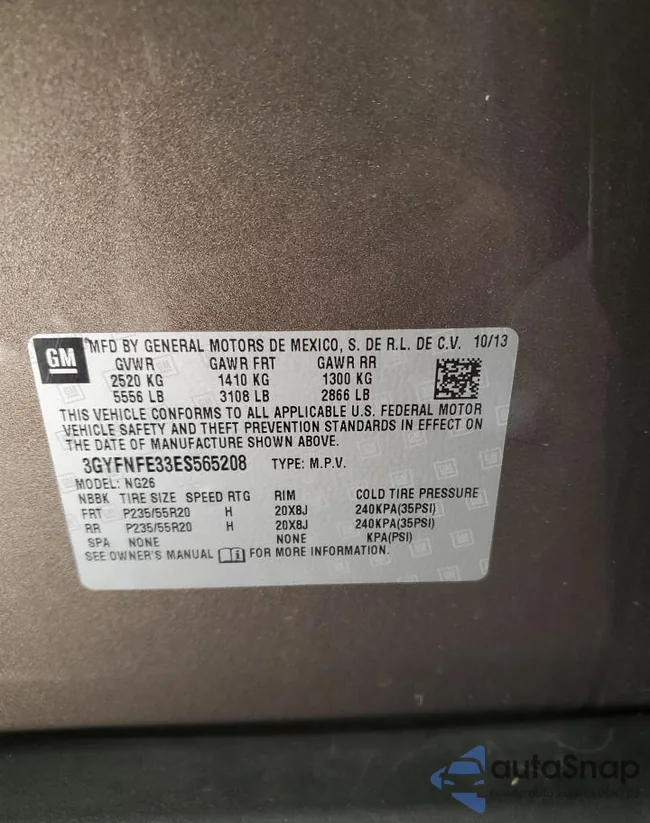 GM MFD BY GENERAL MOTORS DE MEXICO, S. DE R.L. DE C.V. 10/13
GVWR GAWR FRT GAWR RR
2520 KG 1410 KG 1300 KG
5556 LB 3108 LB 2866 LB
THIS VEHICLE CONFORMS TO ALL APPLICABLE U.S. FEDERAL MOTOR
VEHICLE SAFETY AND THEFT PREVENTION STANDARDS IN EFFECT ON
THE DATE OF MANUFACTURE SHOWN ABOVE.
3GYFNFE33ES565208 TYPE: M.P.V.
MODEL: NG26
NBBK TIRE SIZE SPEED RTG RIM COLD TIRE PRESSURE
FRT P235/55R20 H 20X8J 240KPA(35PSI)
RR P235/55R20 H 20X8J 240KPA(35PSI)
SPA NONE NONE KPA(PSI)
SEE OWNER'S MANUAL FOR MORE INFORMATION.
autoSnap